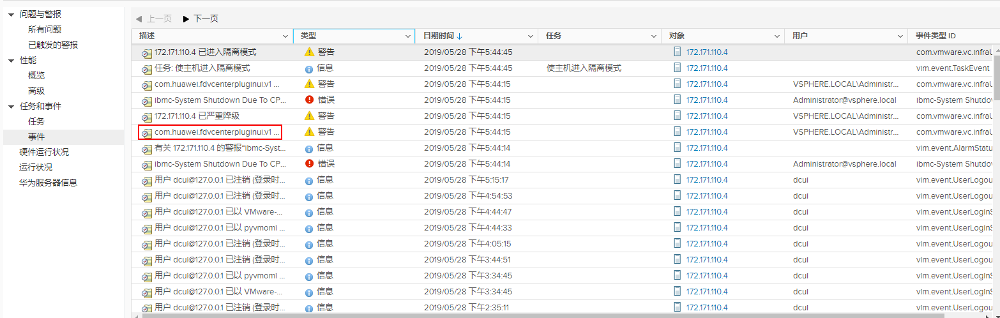 问题与警报
所有问题
已触发的警报
性能
概览
高级
任务和事件
任务
事件
硬件运行状况
运行状况
华为服务器信息
上一页 下一页
描述 类型 日期时间 任务 对象 用户 事件类型 ID
172.171.110.4 已进入隔离模式 警告 2019/05/28 下午5:44:45 172.171.110.4 com.vmware.vc.infraU
任务: 使主机进入隔离模式 信息 2019/05/28 下午5:44:45 使主机进入隔离模式 172.171.110.4 vim.event.TaskEvent
com.huawei.fdvcenterpluginui.v1 ... 警告 2019/05/28 下午5:44:15 172.171.110.4 VSPHERE.LOCAL\Administr... com.vmware.vc.infraU
ibmc-System Shutdown Due To CP... 错误 2019/05/28 下午5:44:15 172.171.110.4 Administrator@vsphere.local ibmc-System Shutdow
172.171.110.4 已严重降级 警告 2019/05/28 下午5:44:15 172.171.110.4 VSPHERE.LOCAL\Administr... com.vmware.vc.infraU
com.huawei.fdvcenterpluginui.v1 ... 警告 2019/05/28 下午5:44:15 172.171.110.4 VSPHERE.LOCAL\Administr... com.vmware.vc.infraU
有关 172.171.110.4 的警报“ibmc-Syst... 信息 2019/05/28 下午5:44:14 172.171.110.4 vim.event.AlarmStatu
ibmc-System Shutdown Due To CP... 错误 2019/05/28 下午5:44:14 172.171.110.4 Administrator@vsphere.local ibmc-System Shutdow
用户 dcui@127.0.0.1 已注销 (登录时... 信息 2019/05/28 下午5:15:17 172.171.110.4 dcui vim.event.UserLogou
用户 dcui@127.0.0.1 已注销 (登录时... 信息 2019/05/28 下午4:54:53 172.171.110.4 dcui vim.event.UserLogou
用户 dcui@127.0.0.1 已以 VMware-... 信息 2019/05/28 下午4:44:47 172.171.110.4 dcui vim.event.UserLoginS
用户 dcui@127.0.0.1 已以 pyvmomi ... 信息 2019/05/28 下午4:44:33 172.171.110.4 dcui vim.event.UserLoginS
用户 dcui@127.0.0.1 已注销 (登录时... 信息 2019/05/28 下午4:05:15 172.171.110.4 dcui vim.event.UserLogou
用户 dcui@127.0.0.1 已注销 (登录时... 信息 2019/05/28 下午3:44:51 172.171.110.4 dcui vim.event.UserLogou
用户 dcui@127.0.0.1 已以 pyvmomi ... 信息 2019/05/28 下午3:34:45 172.171.110.4 dcui vim.event.UserLoginS
用户 dcui@127.0.0.1 已以 VMware-... 信息 2019/05/28 下午3:34:45 172.171.110.4 dcui vim.event.UserLoginS
用户 dcui@127.0.0.1 已注销 (登录时... 信息 2019/05/28 下午2:35:11 172.171.110.4 dcui vim.event.UserLogou